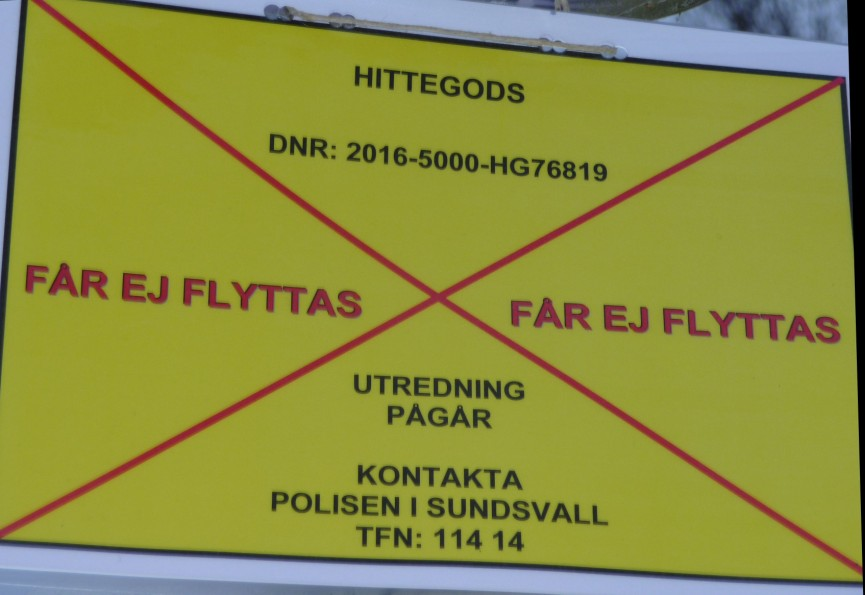 HITTEGODS
DNR: 2016-5000-HG76819
FÅR EJ FLYTTAS
FÅR EJ FLYTTAS
UTREDNING
PÅGÅR
KONTAKTA
POLISEN I SUNDSVALL
TFN: 114 14